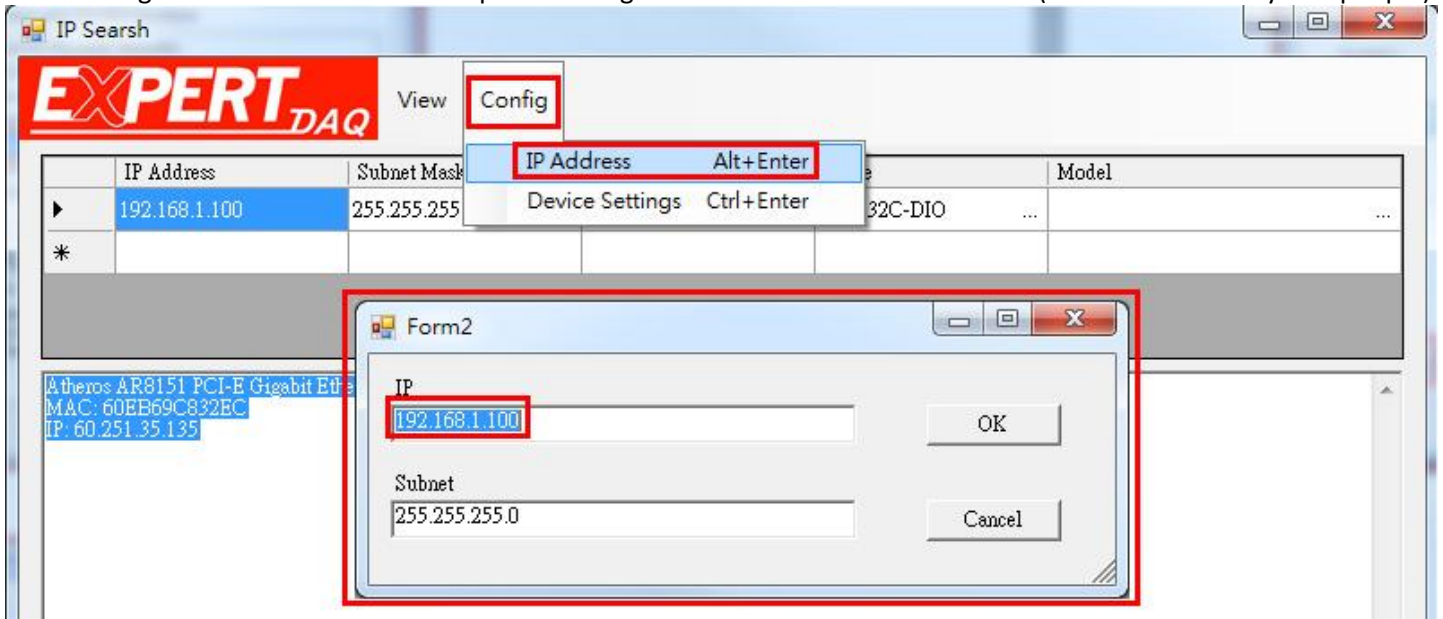 IP Searsh
EXPERT DAQ
View Config
IP Address Alt+Enter
Device Settings Ctrl+Enter
IP Address Subnet Mask Model
192.168.1.100 255.255.255 32C-DIO ... ...
Form2
IP
192.168.1.100
OK
Subnet
255.255.255.0
Cancel
Atheros AR8151 PCI-E Gigabit Ethe
MAC: 60EB69C832EC
IP: 60.251.35.135